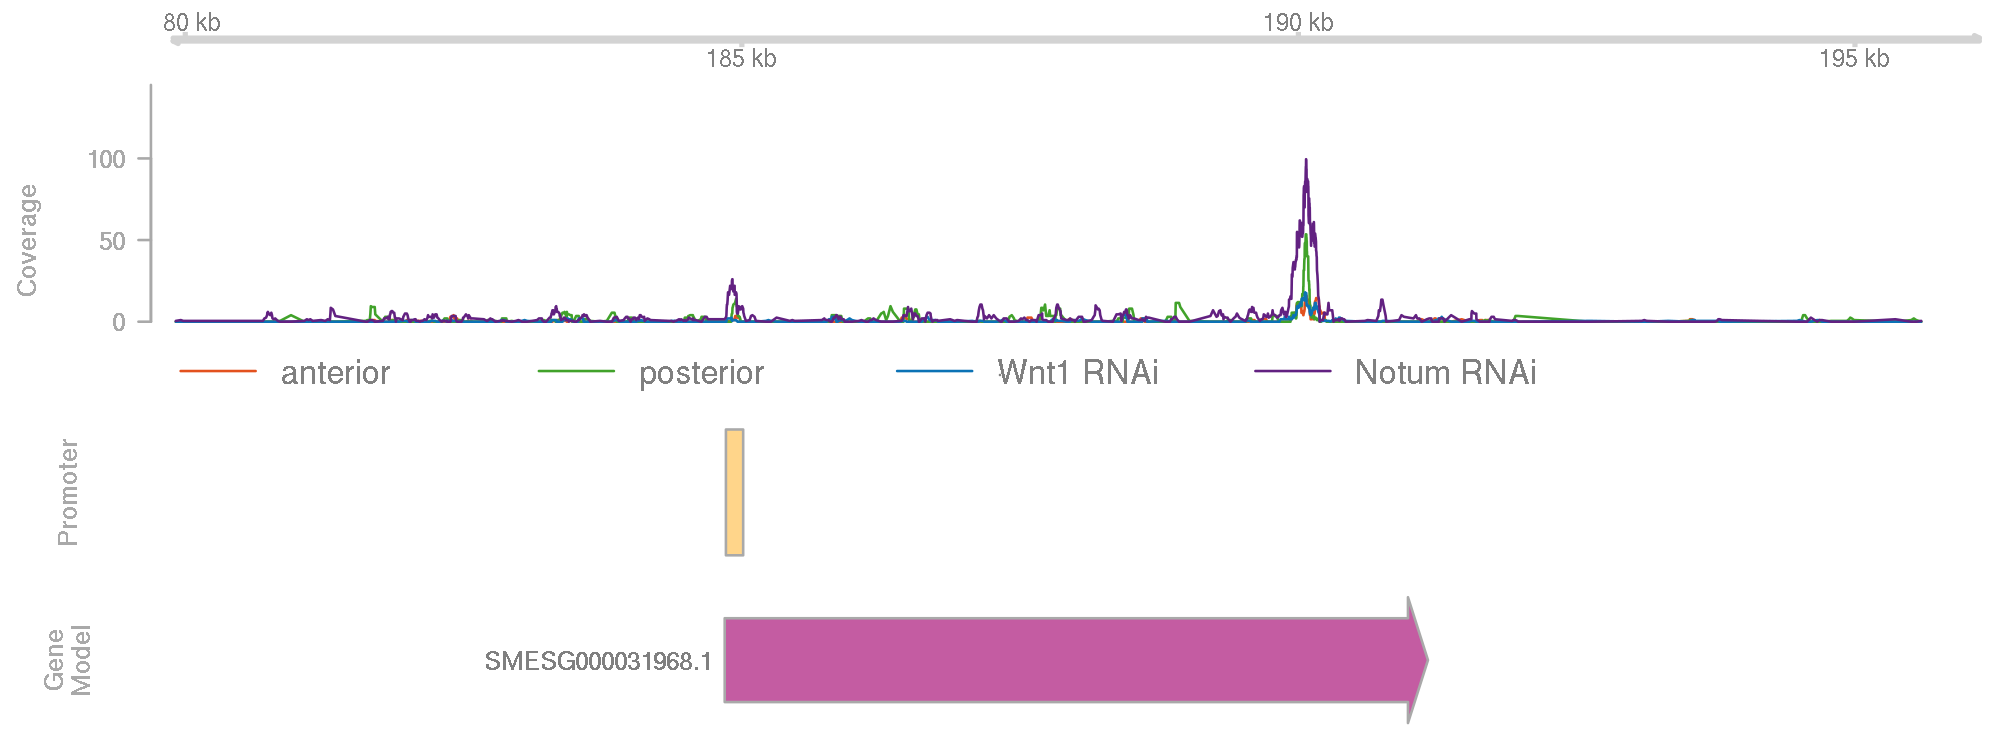 80 kb
190 kb
185 kb
195 kb
Coverage
100
50
0
anterior
posterior
Wnt1 RNAi
Notum RNAi
Promoter
Gene
Model
SMESG000031968.1